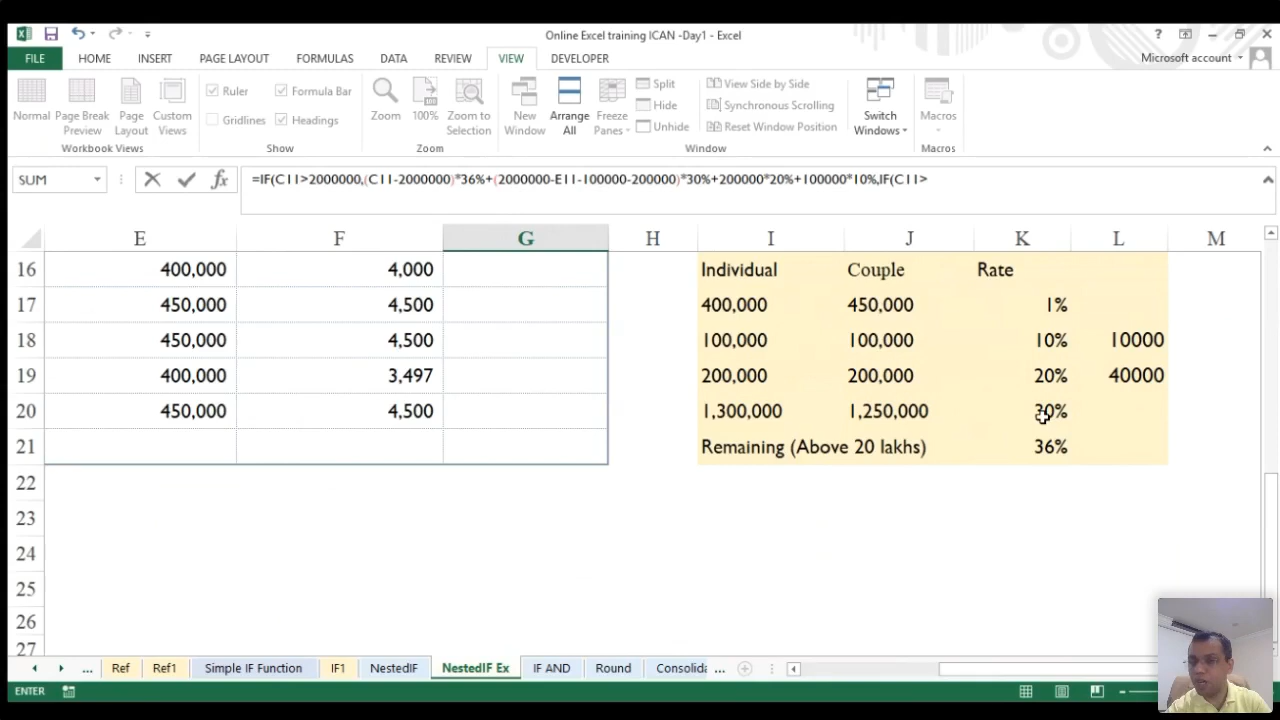 Online Excel training ICAN -Day1 - Excel
?
FILE HOME INSERT PAGE LAYOUT FORMULAS DATA REVIEW VIEW DEVELOPER Microsoft account
Normal Page Break Preview Page Layout Custom Views
Workbook Views
Ruler Formula Bar
Gridlines Headings
Show
Zoom 100% Zoom to Selection
Zoom
New Window Arrange All Freeze Panes
Split
Hide
Unhide
View Side by Side
Synchronous Scrolling
Reset Window Position
Switch Windows
Window
Macros
Macros
SUM fx =IF(C11>2000000,(C11-2000000)*36%+(2000000-E11-100000-200000)*30%+200000*20%+100000*10%,IF(C11>
E F G H I J K L M
16 400,000 4,000 Individual Couple Rate
17 450,000 4,500 400,000 450,000 1%
18 450,000 4,500 100,000 100,000 10% 10000
19 400,000 3,497 200,000 200,000 20% 40000
20 450,000 4,500 1,300,000 1,250,000 30%
21 Remaining (Above 20 lakhs) 36%
22
23
24
25
26
27
... Ref Ref1 Simple IF Function IF1 NestedIF NestedIF Ex IF AND Round Consolida ...
ENTER